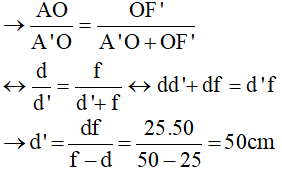 → AO / A'O = OF' / A'O + OF'
↔ d / d' = f / d'+ f ↔ dd'+ df = d'f
→ d' = df / f − d = 25.50 / 50 − 25 = 50cm